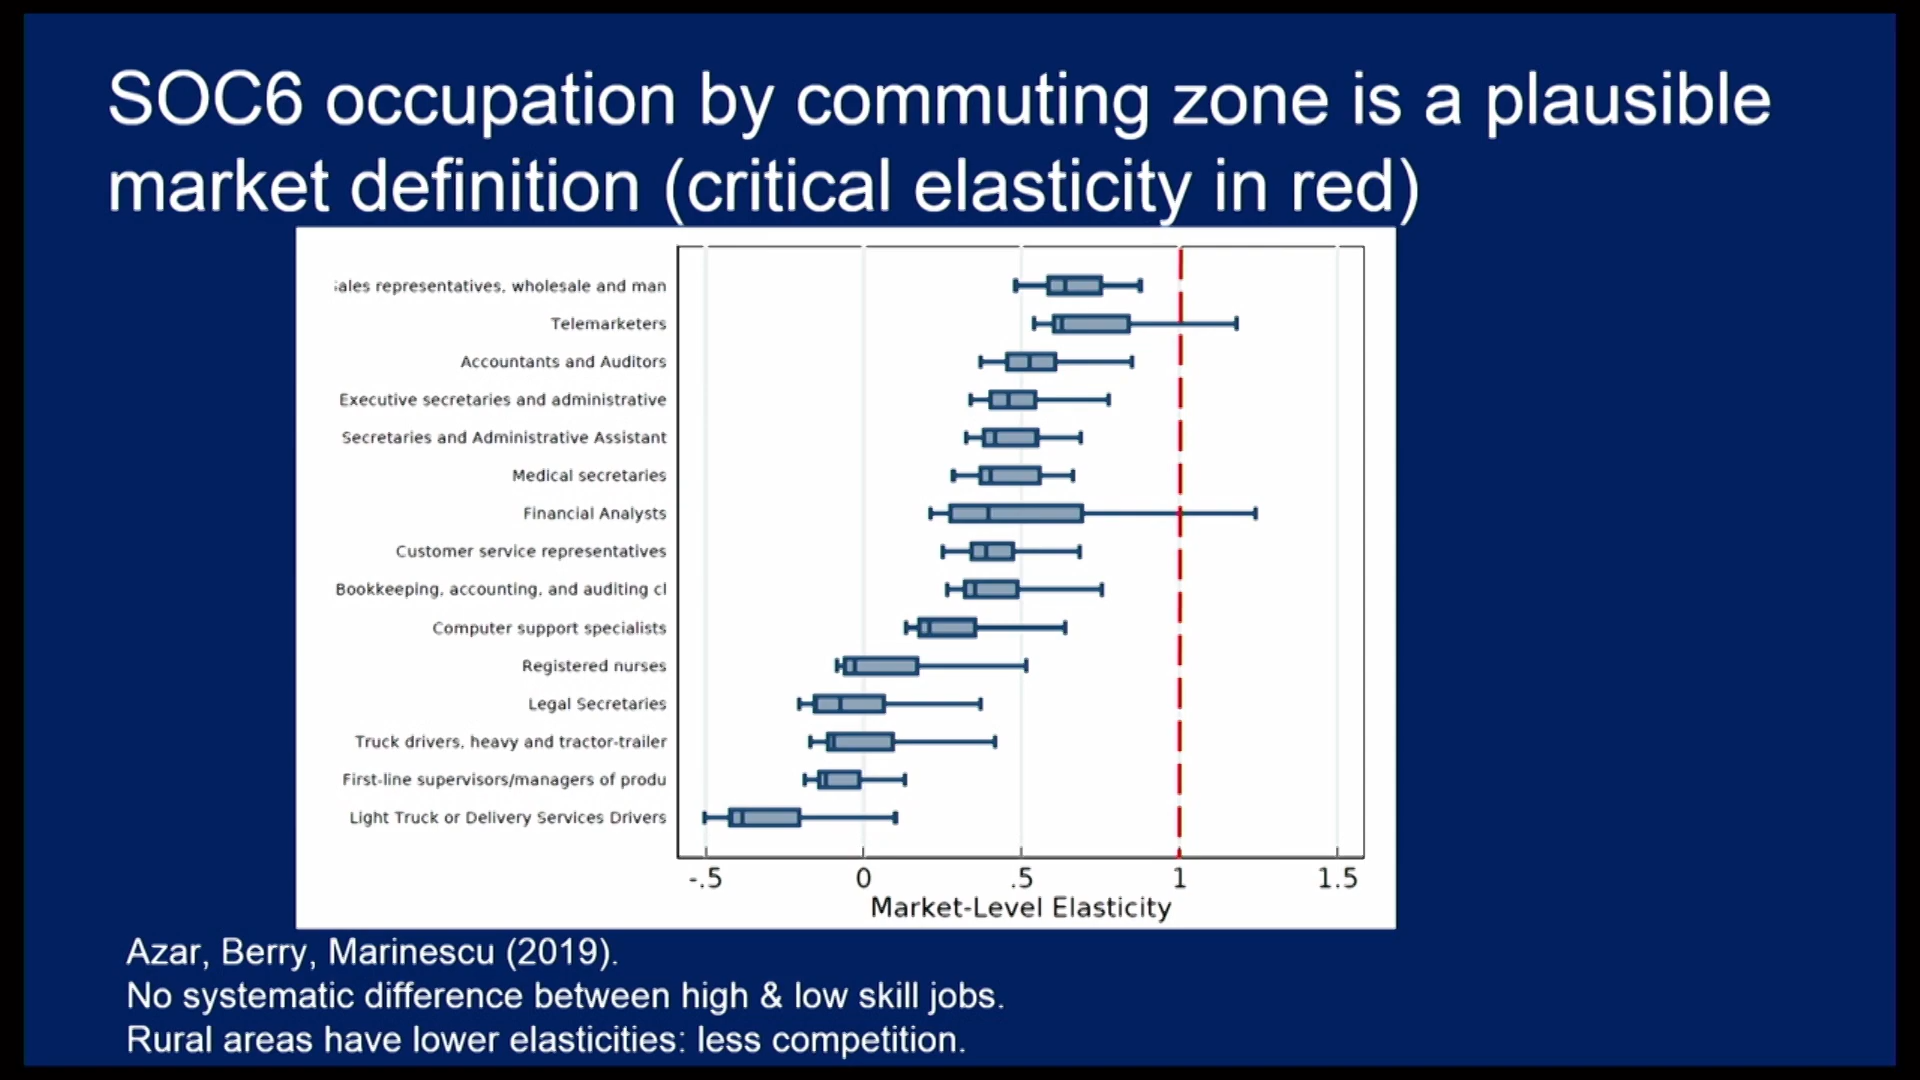 SOC6 occupation by commuting zone is a plausible
market definition (critical elasticity in red)
ales representatives, wholesale and man
Telemarketers
Accountants and Auditors
Executive secretaries and administrative
Secretaries and Administrative Assistant
Medical secretaries
Financial Analysts
Customer service representatives
Bookkeeping, accounting, and auditing cl
Computer support specialists
Registered nurses
Legal Secretaries
Truck drivers, heavy and tractor-trailer
First-line supervisors/managers of produ
Light Truck or Delivery Services Drivers
-.5 0 .5 1 1.5
Market-Level Elasticity
Azar, Berry, Marinescu (2019).
No systematic difference between high & low skill jobs.
Rural areas have lower elasticities: less competition.